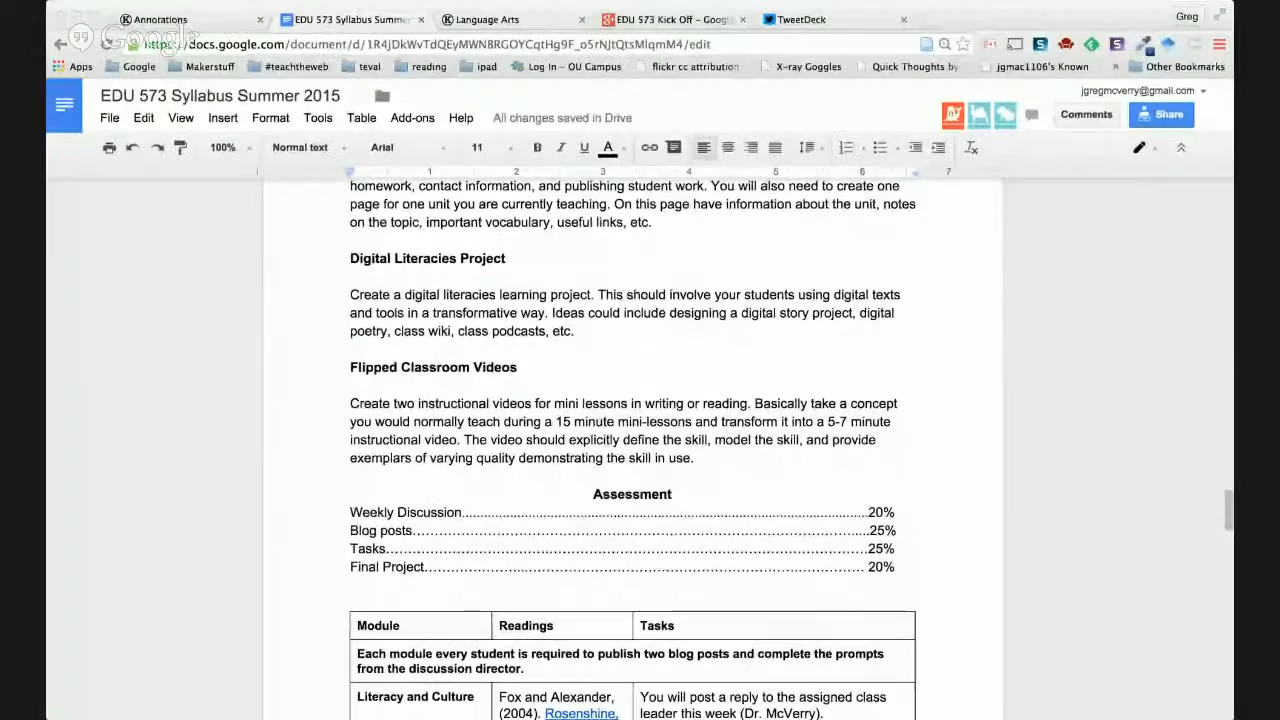 Annotations
EDU 573 Syllabus Summe
Language Arts
EDU 573 Kick Off – Goog
TweetDeck
Greg
Google
https://docs.google.com/document/d/1R4jDkWvTdQEyMWN8RGOYCqtHg9F_o5rNJtQtsMlqmM4/edit
Apps
Google
Makerstuff
#teachtheweb
teval
reading
ipad
Log In – OU Campus
flickr cc attribution
X-ray Goggles
Quick Thoughts by
jgmac1106's Known
»
Other Bookmarks
EDU 573 Syllabus Summer 2015
jgregmcverry@gmail.com
File Edit View Insert Format Tools Table Add-ons Help All changes saved in Drive
Comments
Share
100% Normal text Arial 11 B I U A
1 2 3 4 5 6 7
homework, contact information, and publishing student work. You will also need to create one
page for one unit you are currently teaching. On this page have information about the unit, notes
on the topic, important vocabulary, useful links, etc.
Digital Literacies Project
Create a digital literacies learning project. This should involve your students using digital texts
and tools in a transformative way. Ideas could include designing a digital story project, digital
poetry, class wiki, class podcasts, etc.
Flipped Classroom Videos
Create two instructional videos for mini lessons in writing or reading. Basically take a concept
you would normally teach during a 15 minute mini-lessons and transform it into a 5-7 minute
instructional video. The video should explicitly define the skill, model the skill, and provide
exemplars of varying quality demonstrating the skill in use.
Assessment
Weekly Discussion..........................................................................................20%
Blog posts.......................................................................................................25%
Tasks..............................................................................................................25%
Final Project.................................................................................................... 20%
Module Readings Tasks
Each module every student is required to publish two blog posts and complete the prompts
from the discussion director.
Literacy and Culture
Fox and Alexander,
(2004). Rosenshine,
You will post a reply to the assigned class
leader this week (Dr. McVerry).